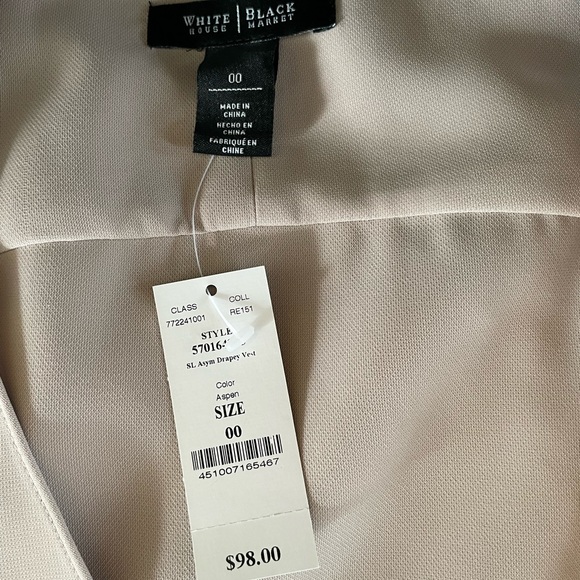 WHITE HOUSE | BLACK MARKET
00
MADE IN
CHINA
HECHO EN
CHINA
FABRIQUÉ EN
CHINE
CLASS COLL
772241001 RE151
STYLE
SL Asym Drapey Vest
Color
Aspen
SIZE
00
451007165467
$98.00